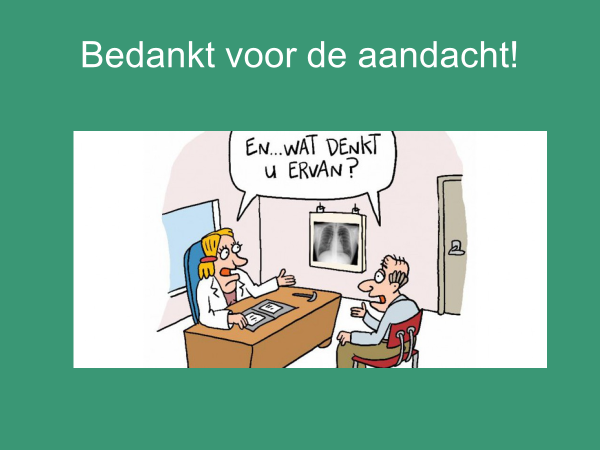 Bedankt voor de aandacht!
EN...WAT DENKT
U ERVAN?